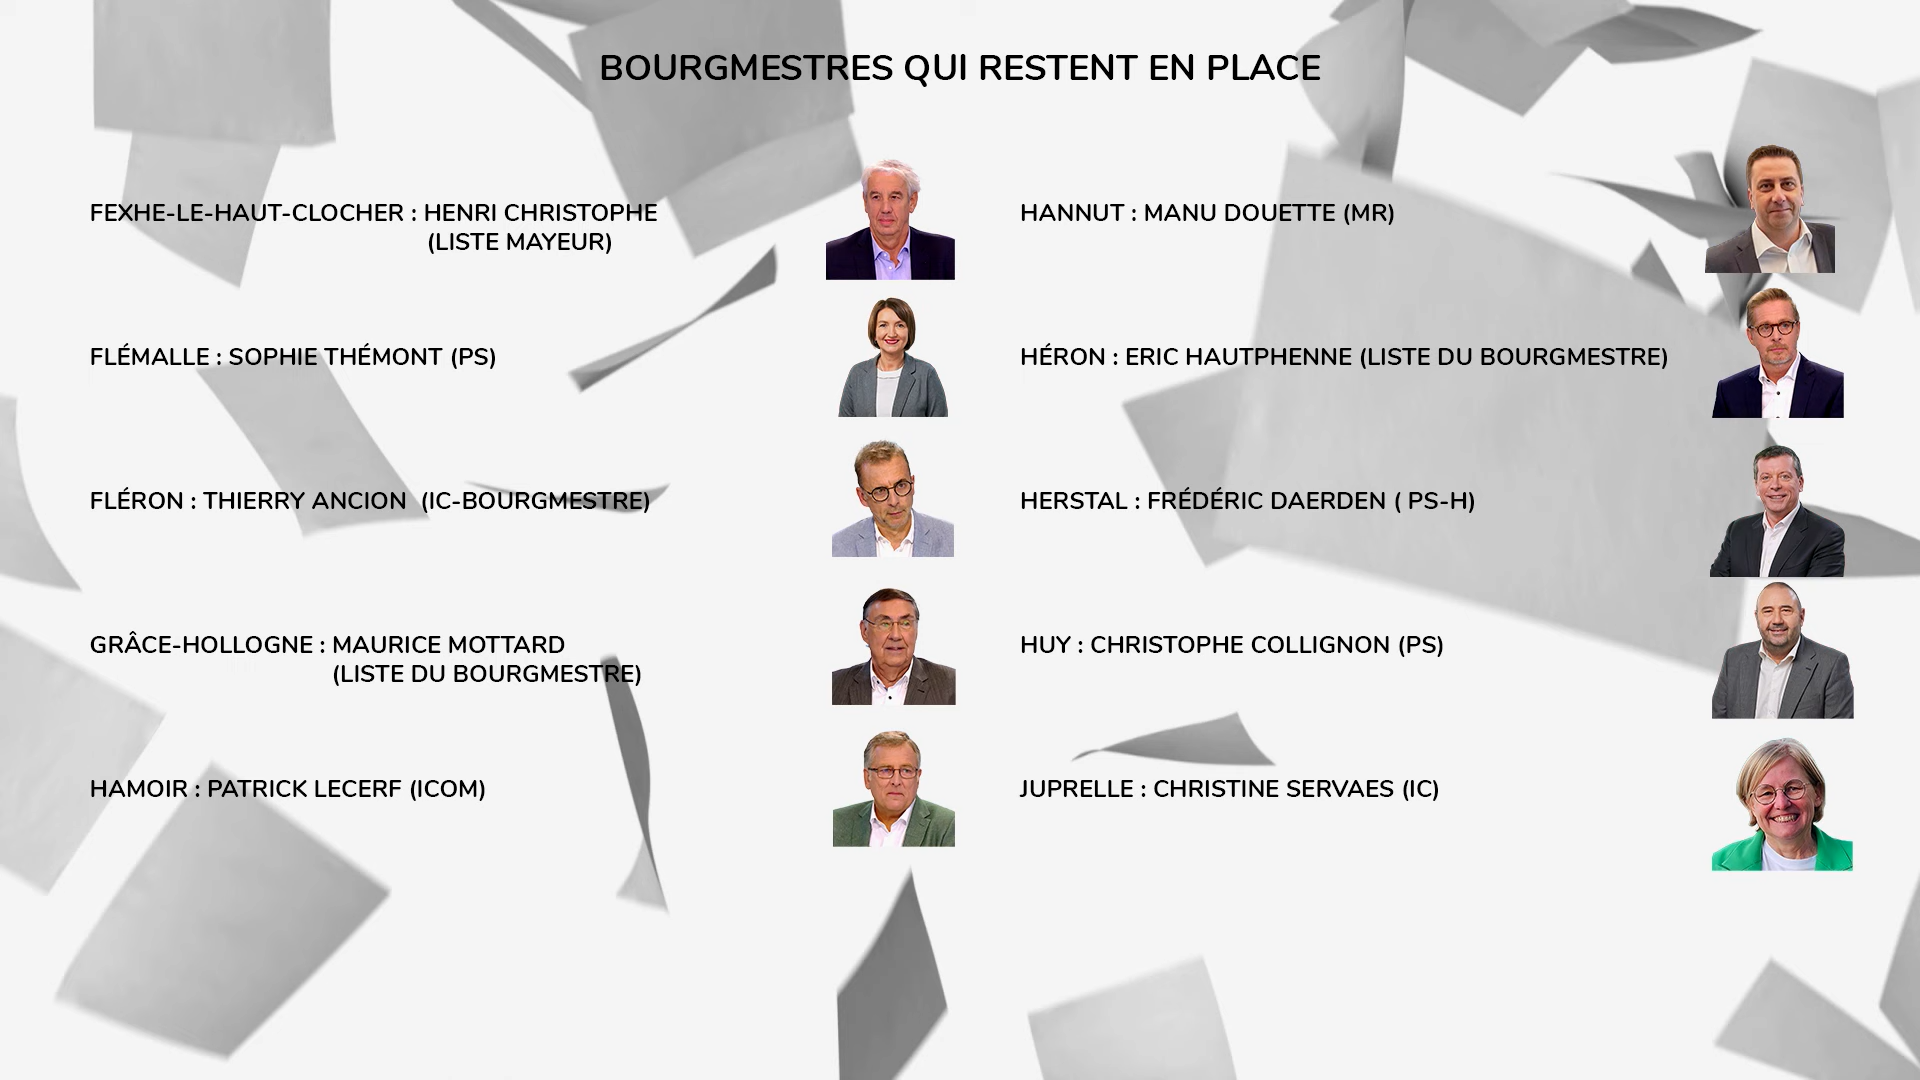 BOURGMESTRES QUI RESTENT EN PLACE
FEXHE-LE-HAUT-CLOCHER : HENRI CHRISTOPHE
(LISTE MAYEUR)
FLÉMALLE : SOPHIE THÉMONT (PS)
FLÉRON : THIERRY ANCION (IC-BOURGMESTRE)
GRÂCE-HOLLOGNE : MAURICE MOTTARD
(LISTE DU BOURGMESTRE)
HAMOIR : PATRICK LECERF (ICOM)
HANNUT : MANU DOUETTE (MR)
HÉRON : ERIC HAUTPHENNE (LISTE DU BOURGMESTRE)
HERSTAL : FRÉDÉRIC DAERDEN ( PS-H)
HUY : CHRISTOPHE COLLIGNON (PS)
JUPRELLE : CHRISTINE SERVAES (IC)